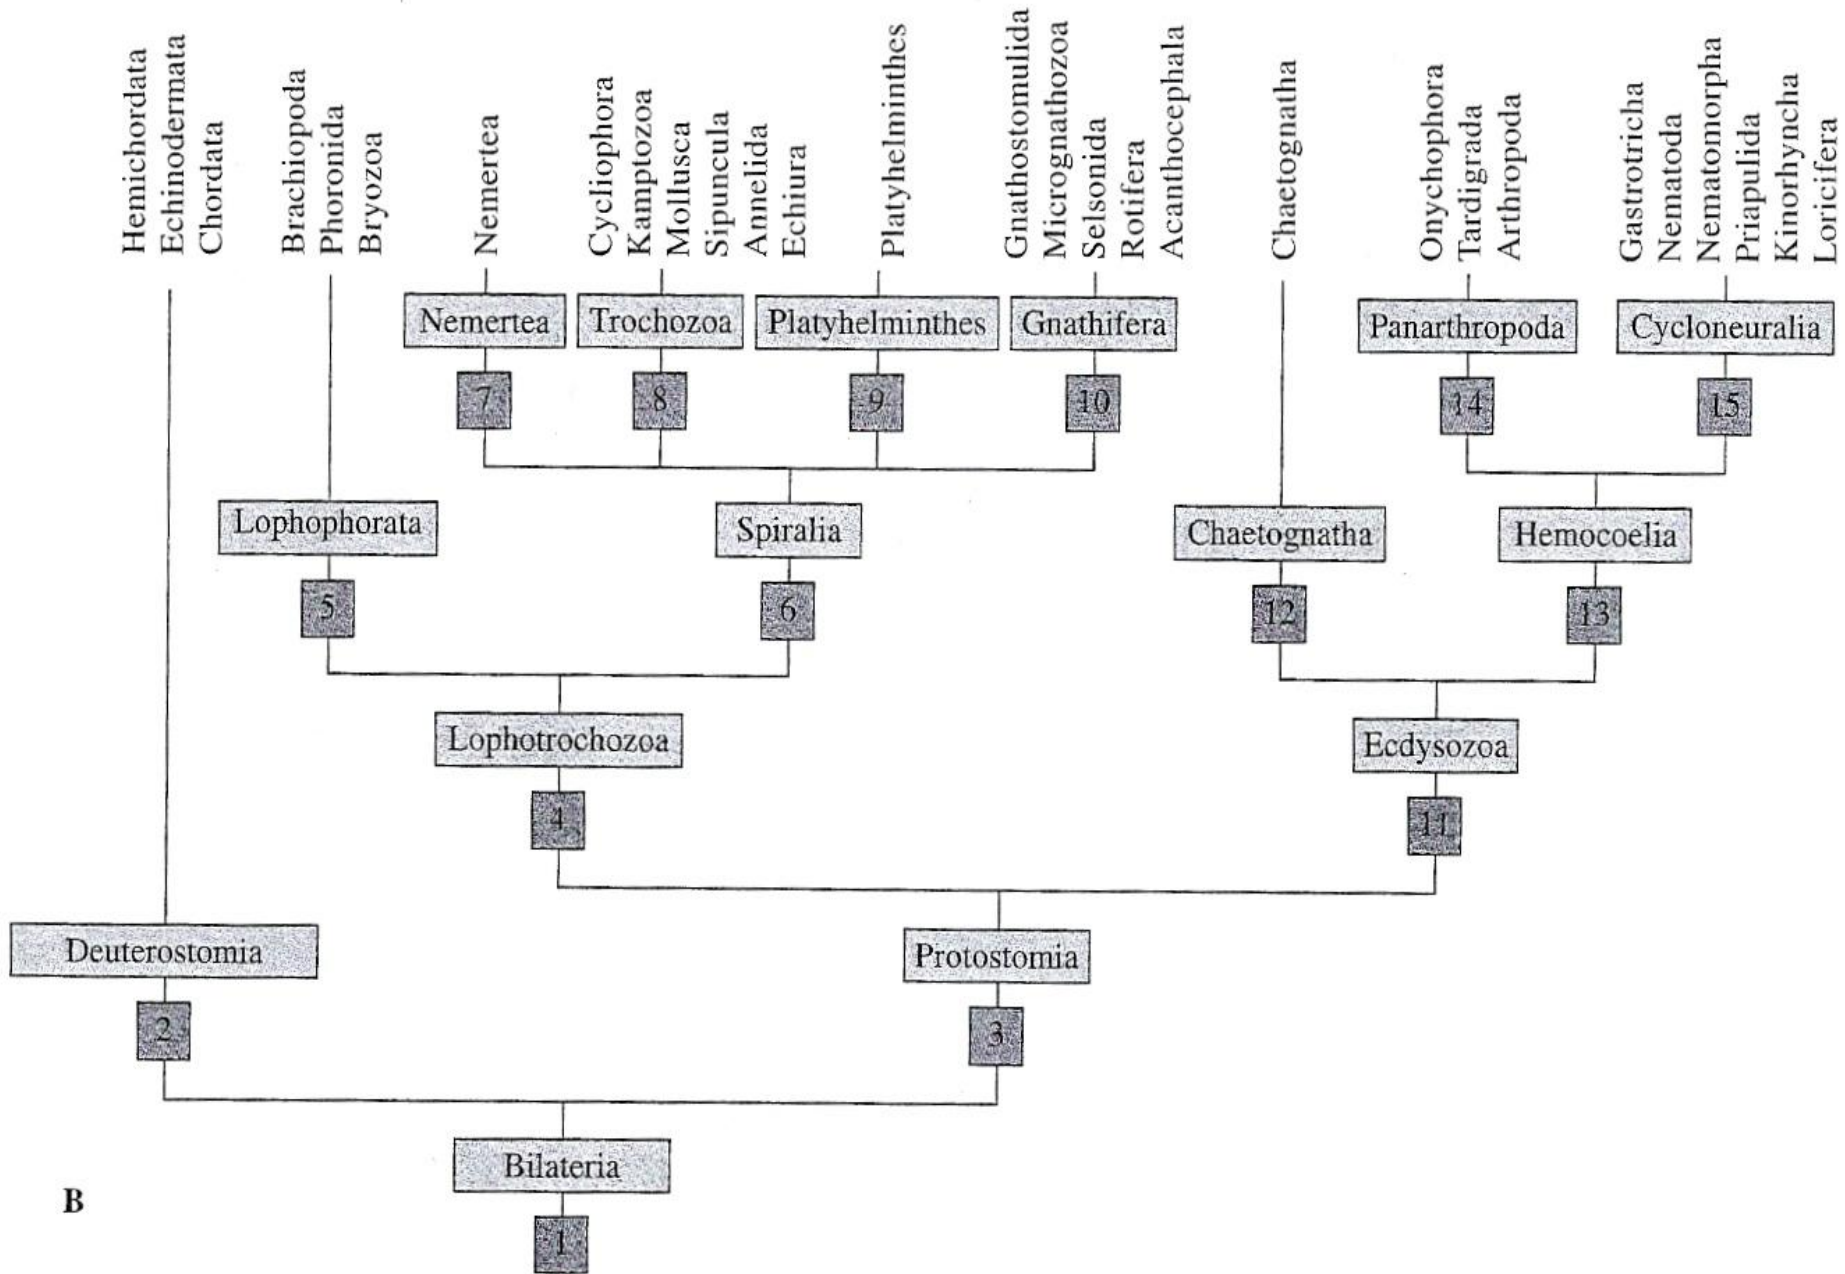 Hemichordata
Echinodermata
Chordata
Brachiopoda
Phoronida
Bryozoa
Nemertea
Cycliophora
Kamptozoa
Mollusca
Sipuncula
Annelida
Echiura
Platyhelminthes
Gnathostomulida
Micrognathozoa
Selsonida
Rotifera
Acanthocephala
Chaetognatha
Onychophora
Tardigrada
Arthropoda
Gastrotricha
Nematoda
Nematomorpha
Priapulida
Kinorhyncha
Loricifera
Nemertea
Trochozoa
Platyhelminthes
Gnathifera
Panarthropoda
Cycloneuralia
7
8
9
10
14
15
Lophophorata
Spiralia
Chaetognatha
Hemocoelia
5
6
12
13
Lophotrochozoa
Ecdysozoa
4
11
Deuterostomia
Protostomia
2
3
Bilateria
B
1